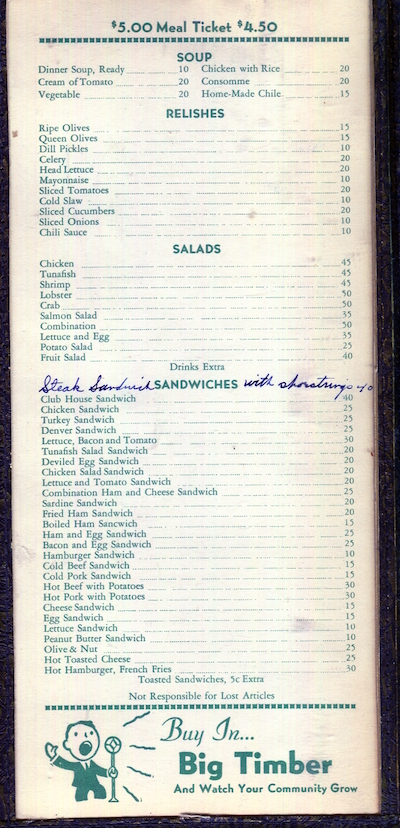 $5.00 Meal Ticket $4.50
SOUP
Dinner Soup, Ready 10 Chicken with Rice 20
Cream of Tomato 20 Consomme 20
Vegetable 20 Home-Made Chile 15
RELISHES
Ripe Olives 15
Queen Olives 15
Dill Pickles 10
Celery 20
Head Lettuce 20
Mayonnaise 10
Sliced Tomatoes 20
Cold Slaw 10
Sliced Cucumbers 20
Sliced Onions 10
Chili Sauce 10
SALADS
Chicken 45
Tunafish 45
Shrimp 45
Lobster 50
Crab 50
Salmon Salad 35
Combination 50
Lettuce and Egg 35
Potato Salad 25
Fruit Salad 40
Drinks Extra
Steak Sandwich SANDWICHES with shoestrings
Club House Sandwich 40
Chicken Sandwich 25
Turkey Sandwich 25
Denver Sandwich 25
Lettuce, Bacon and Tomato 30
Tunafish Salad Sandwich 20
Deviled Egg Sandwich 20
Chicken Salad Sandwich 20
Lettuce and Tomato Sandwich 20
Combination Ham and Cheese Sandwich 25
Sardine Sandwich 20
Fried Ham Sandwich 20
Boiled Ham Sancwich 15
Ham and Egg Sandwich 25
Bacon and Egg Sandwich 25
Hamburger Sandwich 10
Cold Beef Sandwich 15
Cold Pork Sandwich 15
Hot Beef with Potatoes 30
Hot Pork with Potatoes 30
Cheese Sandwich 15
Egg Sandwich 15
Lettuce Sandwich 10
Peanut Butter Sandwich 10
Olive & Nut 25
Hot Toasted Cheese 25
Hot Hamburger, French Fries 30
Toasted Sandwiches, 5c Extra
Not Responsible for Lost Articles
Buy In...
Big Timber
And Watch Your Community Grow